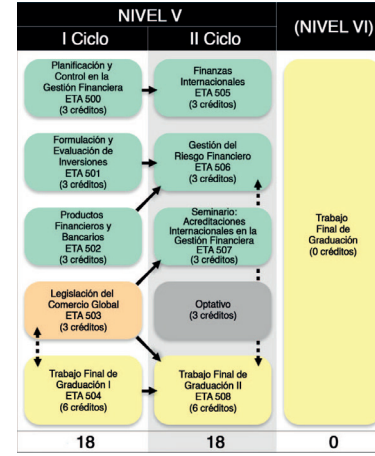 NIVEL V
(NIVEL VI)
I Ciclo
II Ciclo
Planificación y
Control en la
Gestión Financiera
ETA 500
(3 créditos)
Finanzas
Internacionales
ETA 505
(3 créditos)
Formulación y
Evaluación de
Inversiones
ETA 501
(3 créditos)
Gestión del
Riesgo Financiero
ETA 506
(3 créditos)
Productos
Financieros y
Bancarios
ETA 502
(3 créditos)
Seminario:
Acreditaciones
Internacionales en la
Gestión Financiera
ETA 507
(3 créditos)
Legislación del
Comercio Global
ETA 503
(3 créditos)
Optativo
(3 créditos)
Trabajo Final de
Graduación I
ETA 504
(6 créditos)
Trabajo Final de
Graduación II
ETA 508
(6 créditos)
Trabajo
Final de
Graduación
(0 créditos)
18
18
0